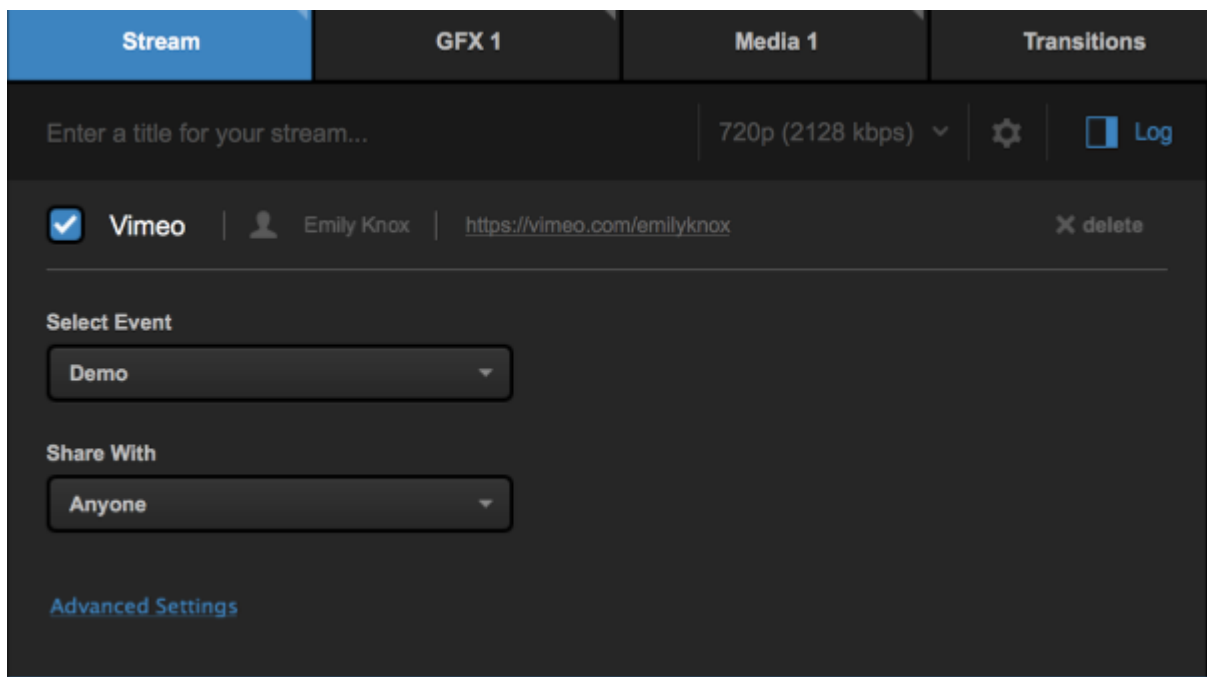 Stream GFX 1 Media 1 Transitions
Enter a title for your stream... 720p (2128 kbps) Log
Vimeo Emily Knox https://vimeo.com/emilyknox delete
Select Event
Demo
Share With
Anyone
Advanced Settings